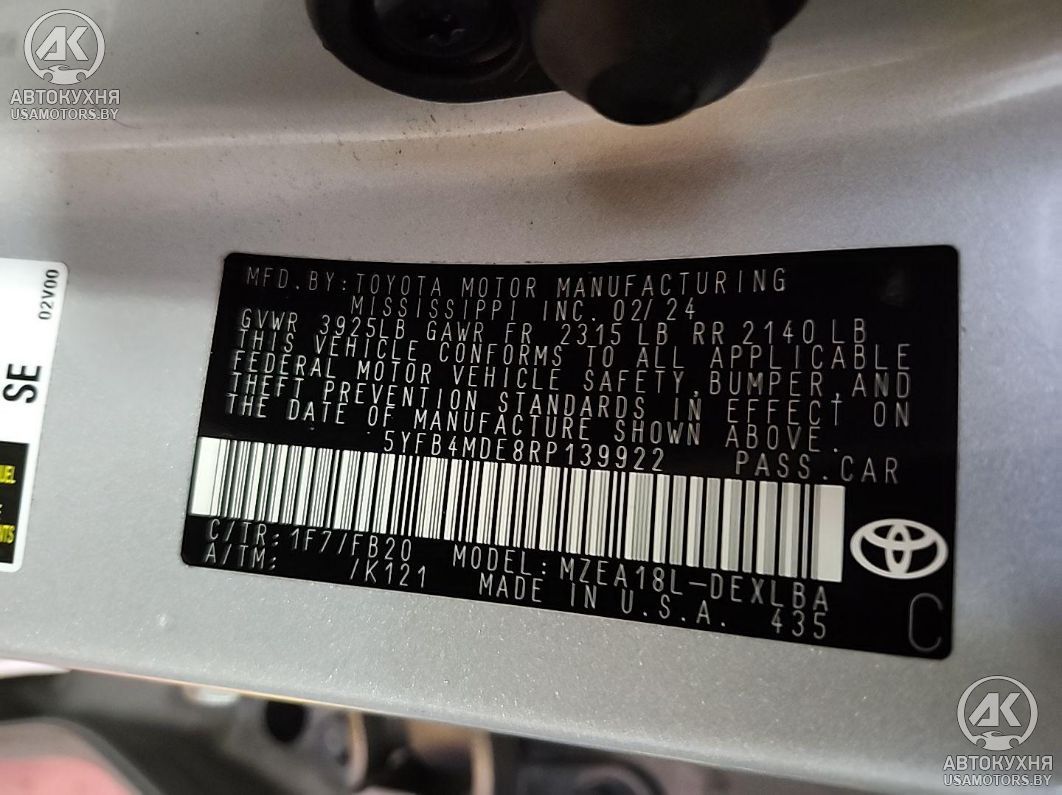 AK
АВТОКУХНЯ
USAMOTORS.BY
02V00
SE
MFD. BY: TOYOTA MOTOR MANUFACTURING
MISSISSIPPI INC. 02/24
GVWR 3925LB GAWR FR 2315 LB RR 2140 LB
THIS VEHICLE CONFORMS TO ALL APPLICABLE
FEDERAL MOTOR VEHICLE SAFETY, BUMPER, AND
THEFT PREVENTION STANDARDS IN EFFECT ON
THE DATE OF MANUFACTURE SHOWN ABOVE.
5YFB4MDE8RP139922 PASS.CAR
C/TR: 1F7/FB20 MODEL: MZEA18L-DEXLBA
A/TM: /K121 MADE IN U.S.A. 435
C
AK
АВТОКУХНЯ
USAMOTORS.BY